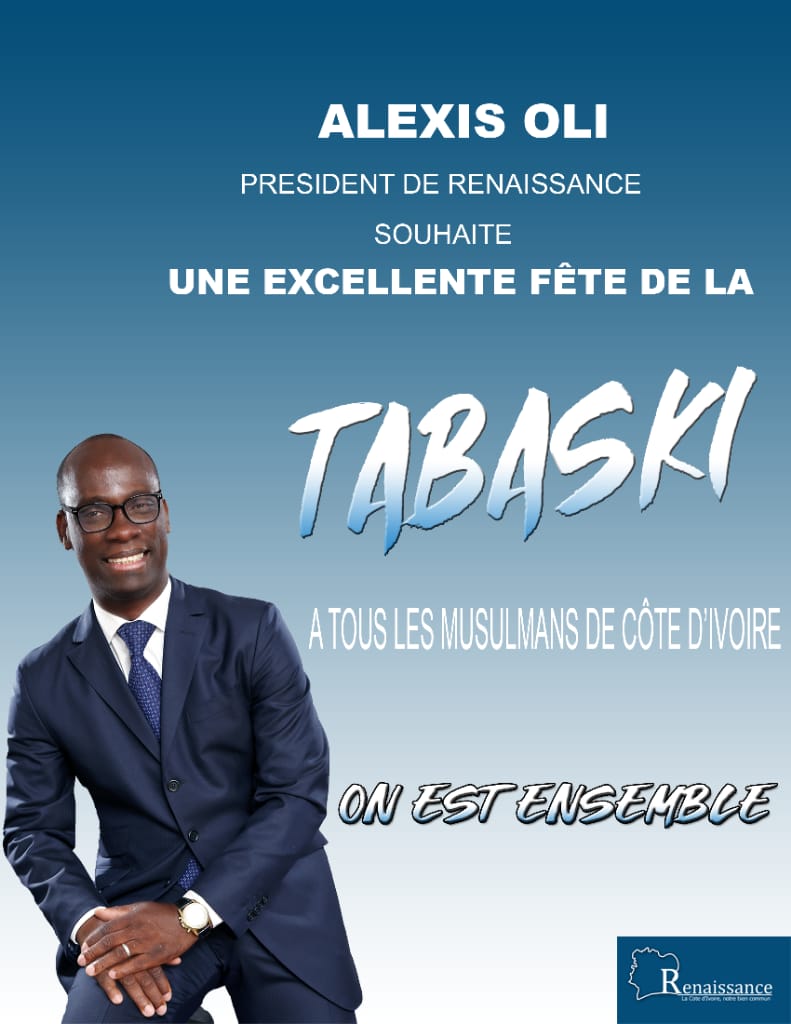 ALEXIS OLI
PRESIDENT DE RENAISSANCE
SOUHAITE
UNE EXCELLENTE FÊTE DE LA
TABASKI
A TOUS LES MUSULMANS DE CÔTE D'IVOIRE
ON EST ENSEMBLE
Renaissance
La Cote d'Ivoire, notre bien commun